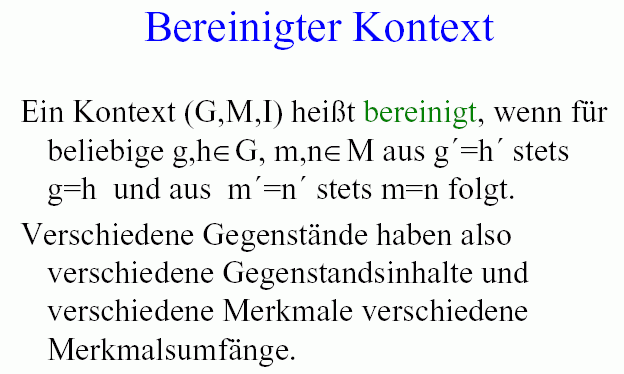 Bereinigter Kontext
Ein Kontext (G,M,I) heißt bereinigt, wenn für
beliebige g,h∈G, m,n∈M aus g´=h´ stets
g=h und aus m´=n´ stets m=n folgt.
Verschiedene Gegenstände haben also
verschiedene Gegenstandsinhalte und
verschiedene Merkmale verschiedene
Merkmalsumfänge.